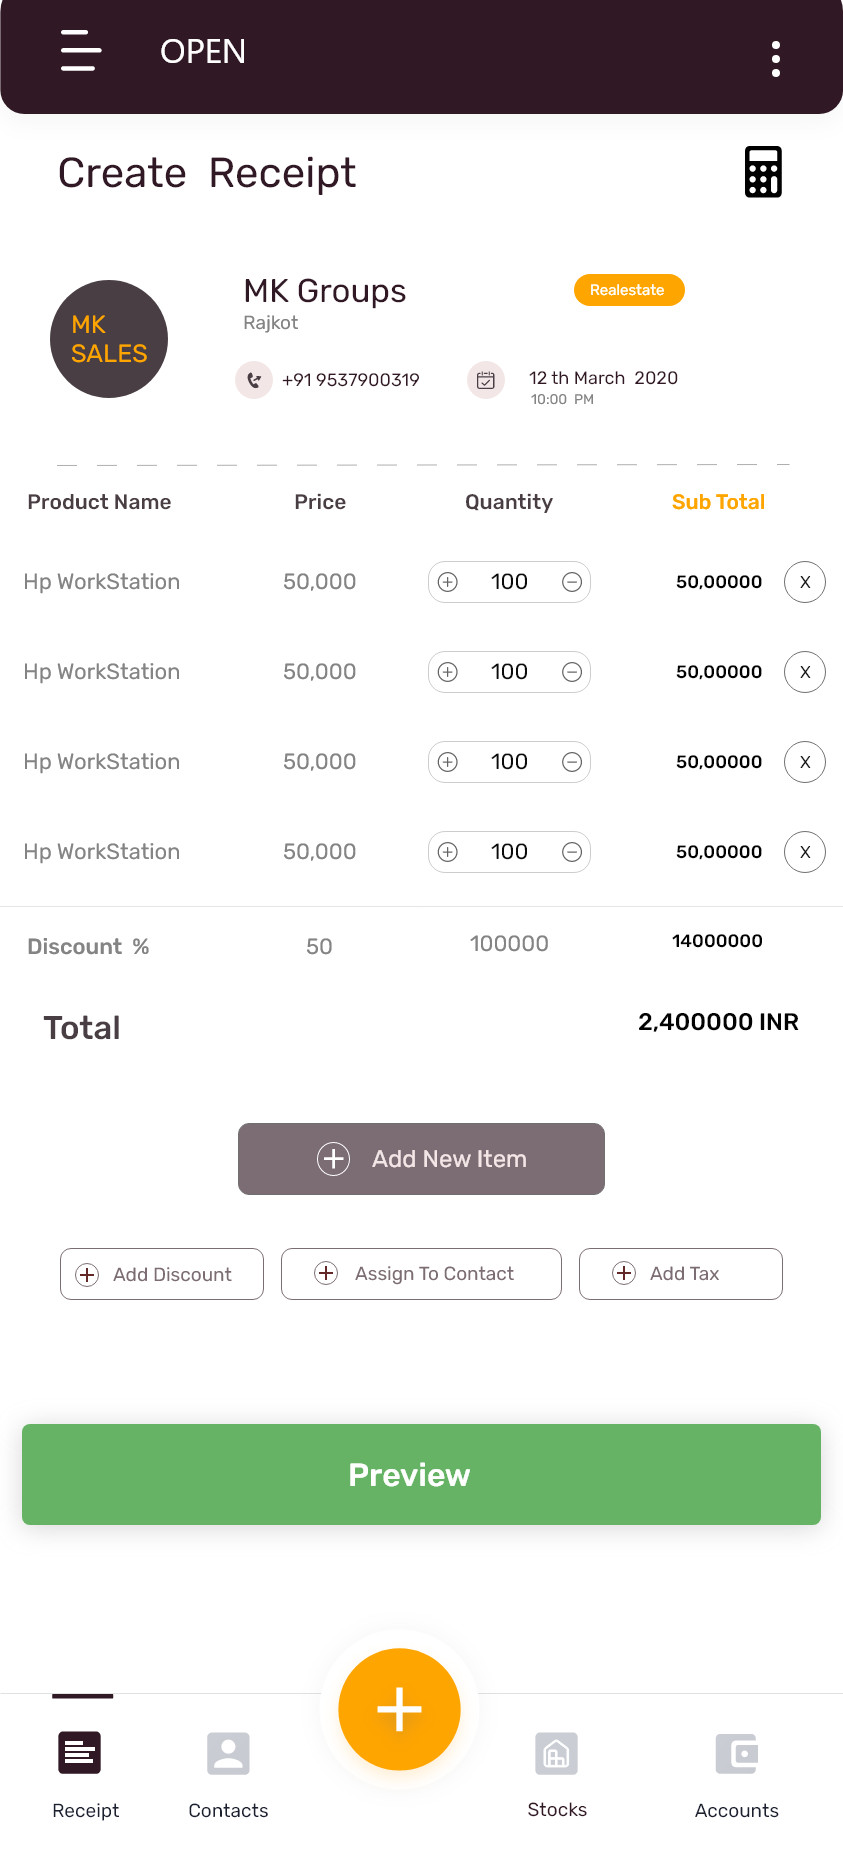 OPEN
Create Receipt
MK
SALES
MK Groups
Realestate
Rajkot
+91 9537900319
12 th March 2020
10:00 PM
Product Name Price Quantity Sub Total
Hp WorkStation 50,000 100 50,00000 X
Hp WorkStation 50,000 100 50,00000 X
Hp WorkStation 50,000 100 50,00000 X
Hp WorkStation 50,000 100 50,00000 X
Discount % 50 100000 14000000
Total 2,400000 INR
Add New Item
Add Discount Assign To Contact Add Tax
Preview
Receipt Contacts Stocks Accounts